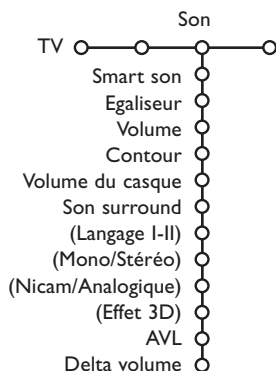 Son
TV
Smart son
Egaliseur
Volume
Contour
Volume du casque
Son surround
(Langage I-II)
(Mono/Stéréo)
(Nicam/Analogique)
(Effet 3D)
AVL
Delta volume